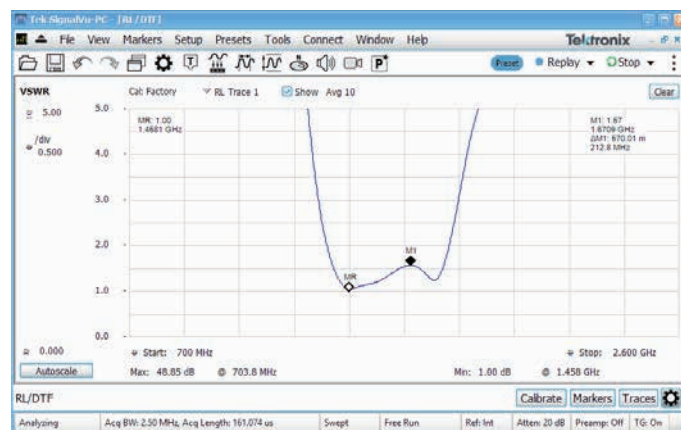 Tek SignalVu-PC - [RL/DTF]
File View Markers Setup Presets Tools Connect Window Help Tektronix
Preset Replay Stop
VSWR Cal: Factory RL Trace 1 Show Avg 10 Clear
5.00 5.0
MR: 1.00 M1: 1.67
1.4681 GHz 1.6709 GHz
/div ΔM1: 670.01 m
0.500 212.8 MHz
4.0
3.0
2.0
M1
MR
1.0
0.0
0.000 Start: 700 MHz Stop: 2.600 GHz
Autoscale Max: 48.85 dB @ 703.8 MHz Min: 1.00 dB @ 1.458 GHz
RL/DTF Calibrate Markers Traces
Analyzing Acq BW: 2.50 MHz, Acq Length: 161.074 us Swept Free Run Ref: Int Atten: 20 dB Preamp: Off TG: On